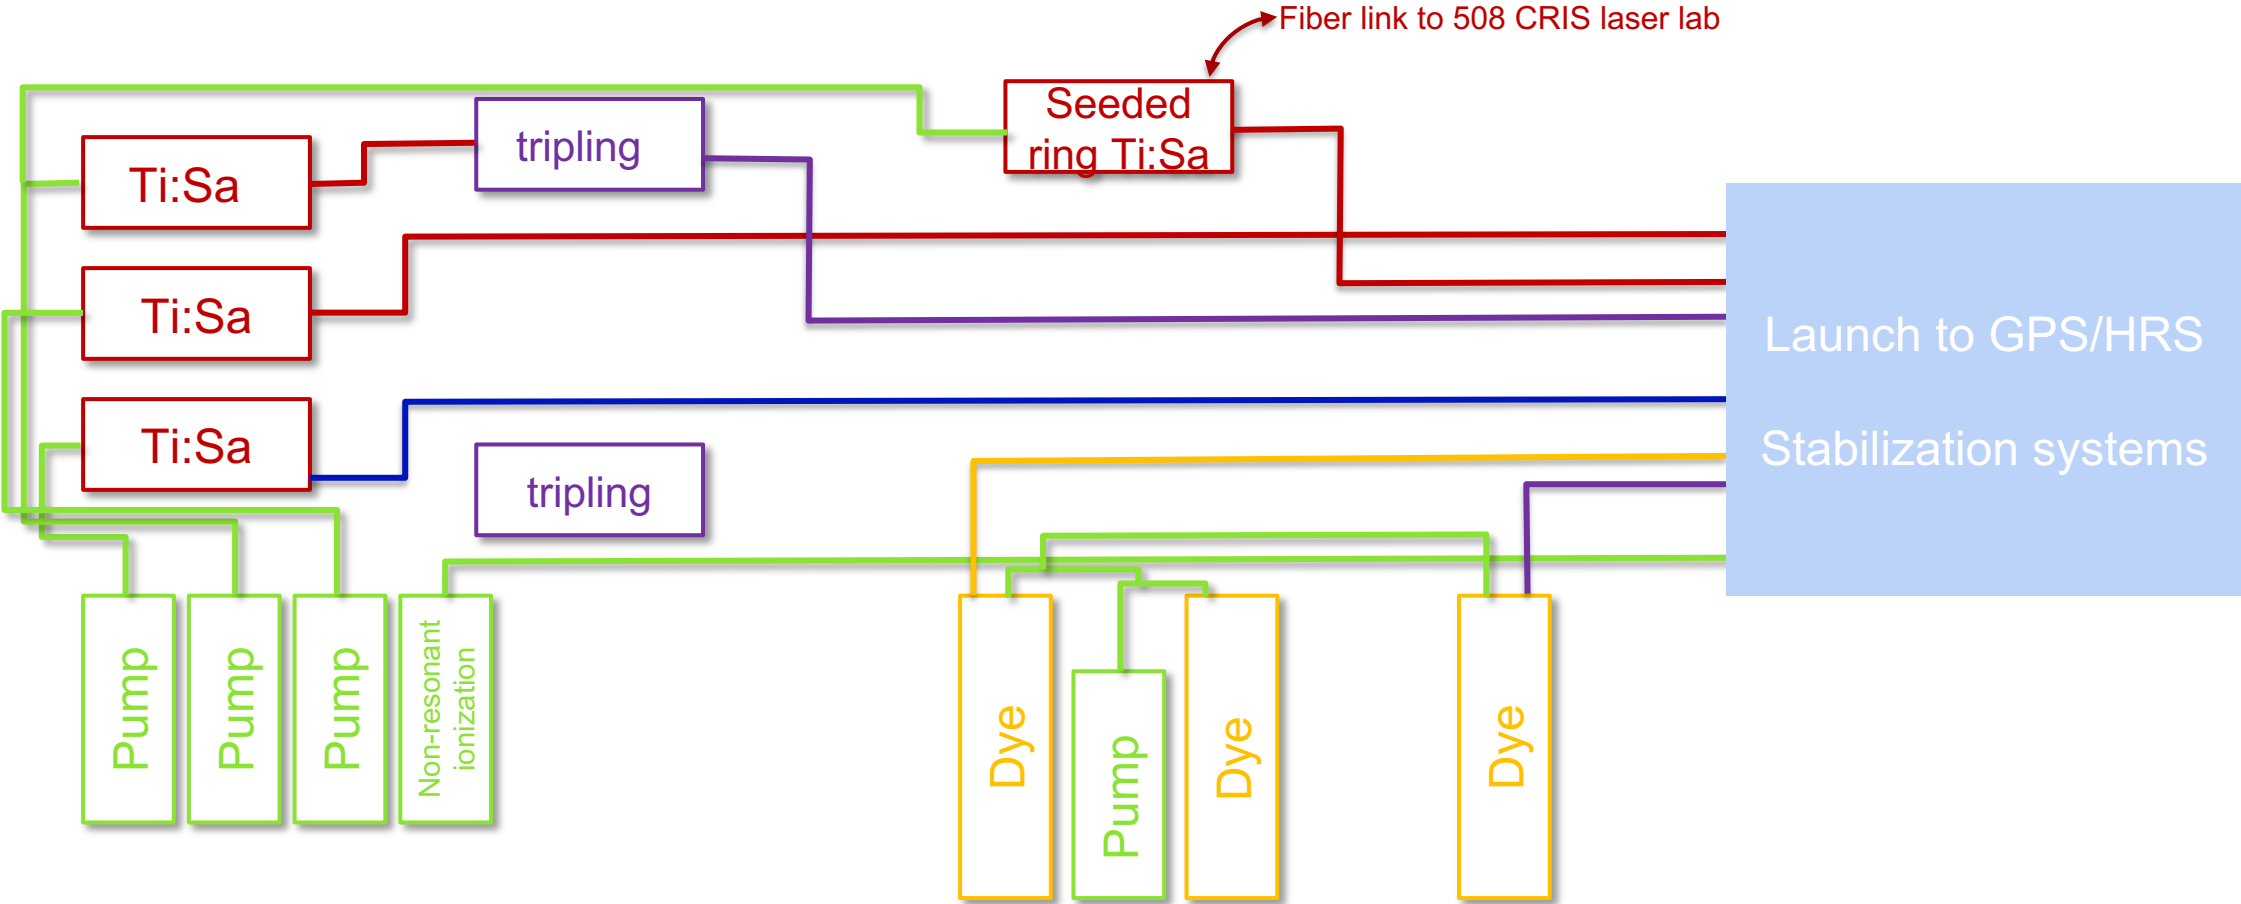 Fiber link to 508 CRIS laser lab
Seeded
ring Ti:Sa
tripling
Ti:Sa
Ti:Sa
Ti:Sa
tripling
Launch to GPS/HRS
Stabilization systems
Pump
Pump
Pump
Non-resonant
ionization
Dye
Pump
Dye
Dye